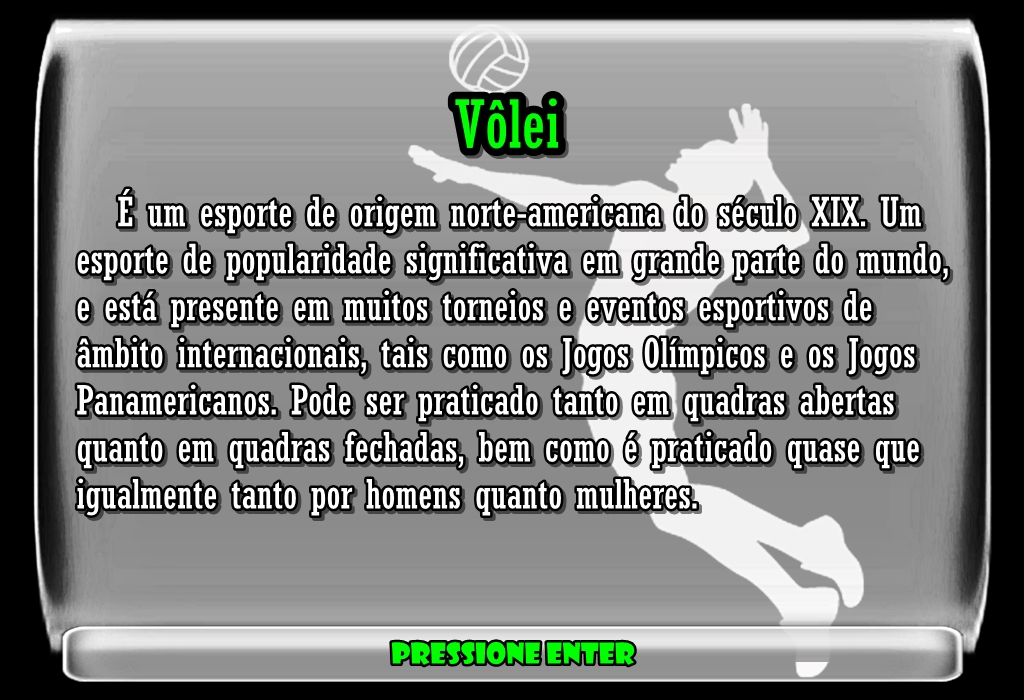 Vôlei
É um esporte de origem norte-americana do século XIX. Um
esporte de popularidade significativa em grande parte do mundo,
e está presente em muitos torneios e eventos esportivos de
âmbito internacionais, tais como os Jogos Olímpicos e os Jogos
Panamericanos. Pode ser praticado tanto em quadras abertas
quanto em quadras fechadas, bem como é praticado quase que
igualmente tanto por homens quanto mulheres.
PRESSIONE ENTER